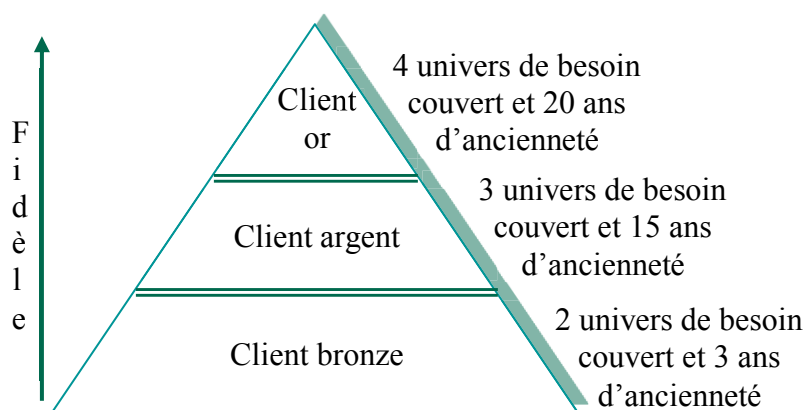 Fidèle
Client
or
4 univers de besoin
couvert et 20 ans
d’ancienneté
Client argent
3 univers de besoin
couvert et 15 ans
d’ancienneté
Client bronze
2 univers de besoin
couvert et 3 ans
d’ancienneté